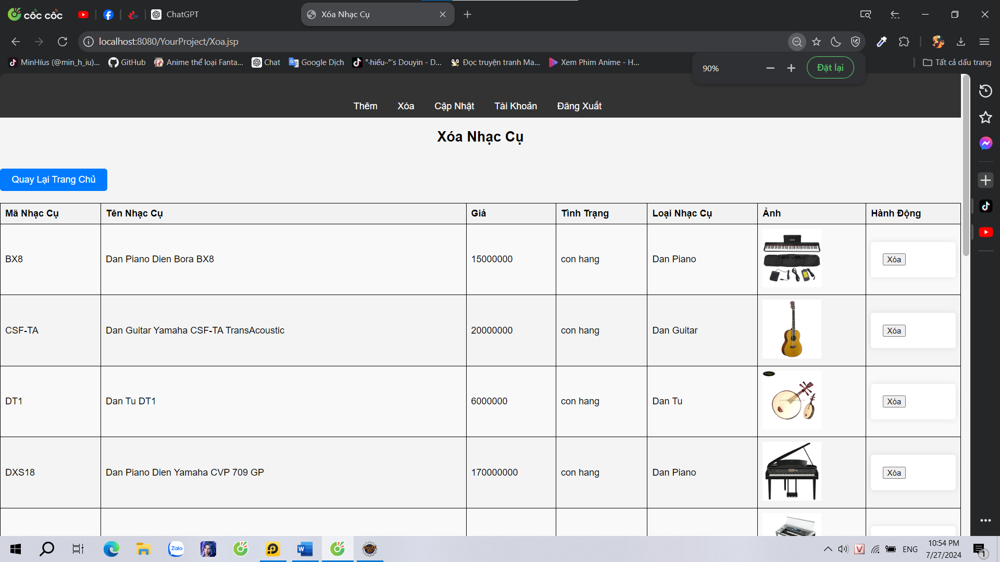 cốc cốc
ChatGPT
Xóa Nhạc Cụ
localhost:8080/YourProject/Xoa.jsp
MinHíus (@min_h_iu)...
GitHub
Anime thể loại Fanta...
Chat
Google Dịch
°·hiếu··°'s Douyin - D...
Đọc truyện tranh Ma...
Xem Phim Anime - H...
Tất cả dấu trang
90%
Đặt lại
Thêm
Xóa
Cập Nhật
Tài Khoản
Đăng Xuất
Xóa Nhạc Cụ
Quay Lại Trang Chủ
Mã Nhạc Cụ Tên Nhạc Cụ Giá Tình Trạng Loại Nhạc Cụ Ảnh Hành Động
BX8 Dan Piano Dien Bora BX8 15000000 con hang Dan Piano Xóa
CSF-TA Dan Guitar Yamaha CSF-TA TransAcoustic 20000000 con hang Dan Guitar Xóa
DT1 Dan Tu DT1 6000000 con hang Dan Tu Xóa
DXS18 Dan Piano Dien Yamaha CVP 709 GP 170000000 con hang Dan Piano Xóa
Zalo
ENG
10:54 PM
7/27/2024
1